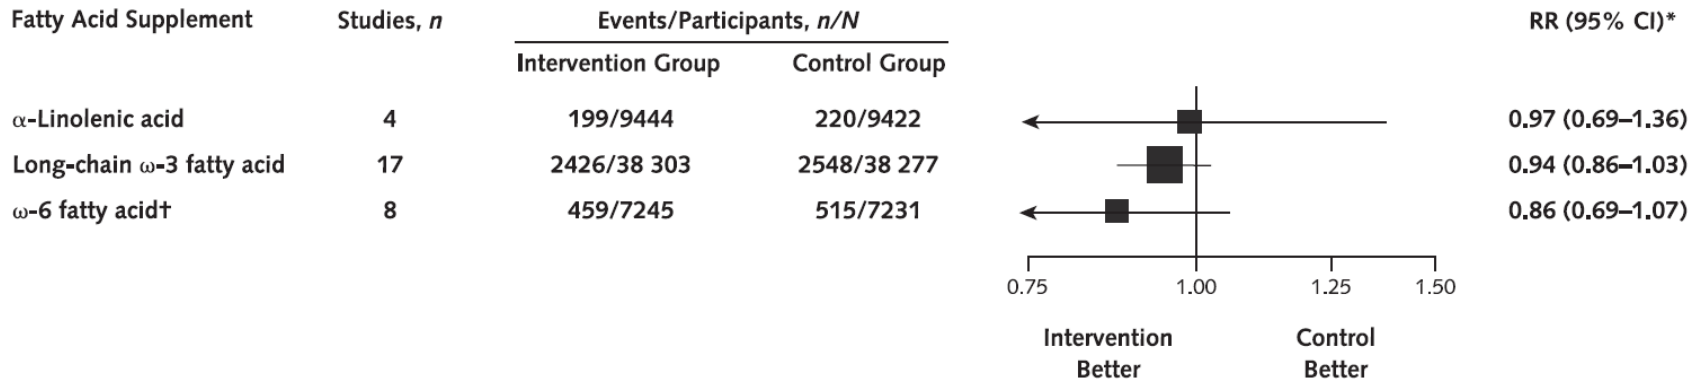 Fatty Acid Supplement Studies, n Events/Participants, n/N RR (95% CI)*
Intervention Group Control Group
α-Linolenic acid 4 199/9444 220/9422 0.97 (0.69–1.36)
Long-chain ω-3 fatty acid 17 2426/38 303 2548/38 277 0.94 (0.86–1.03)
ω-6 fatty acid† 8 459/7245 515/7231 0.86 (0.69–1.07)
0.75 1.00 1.25 1.50
Intervention Control
Better Better